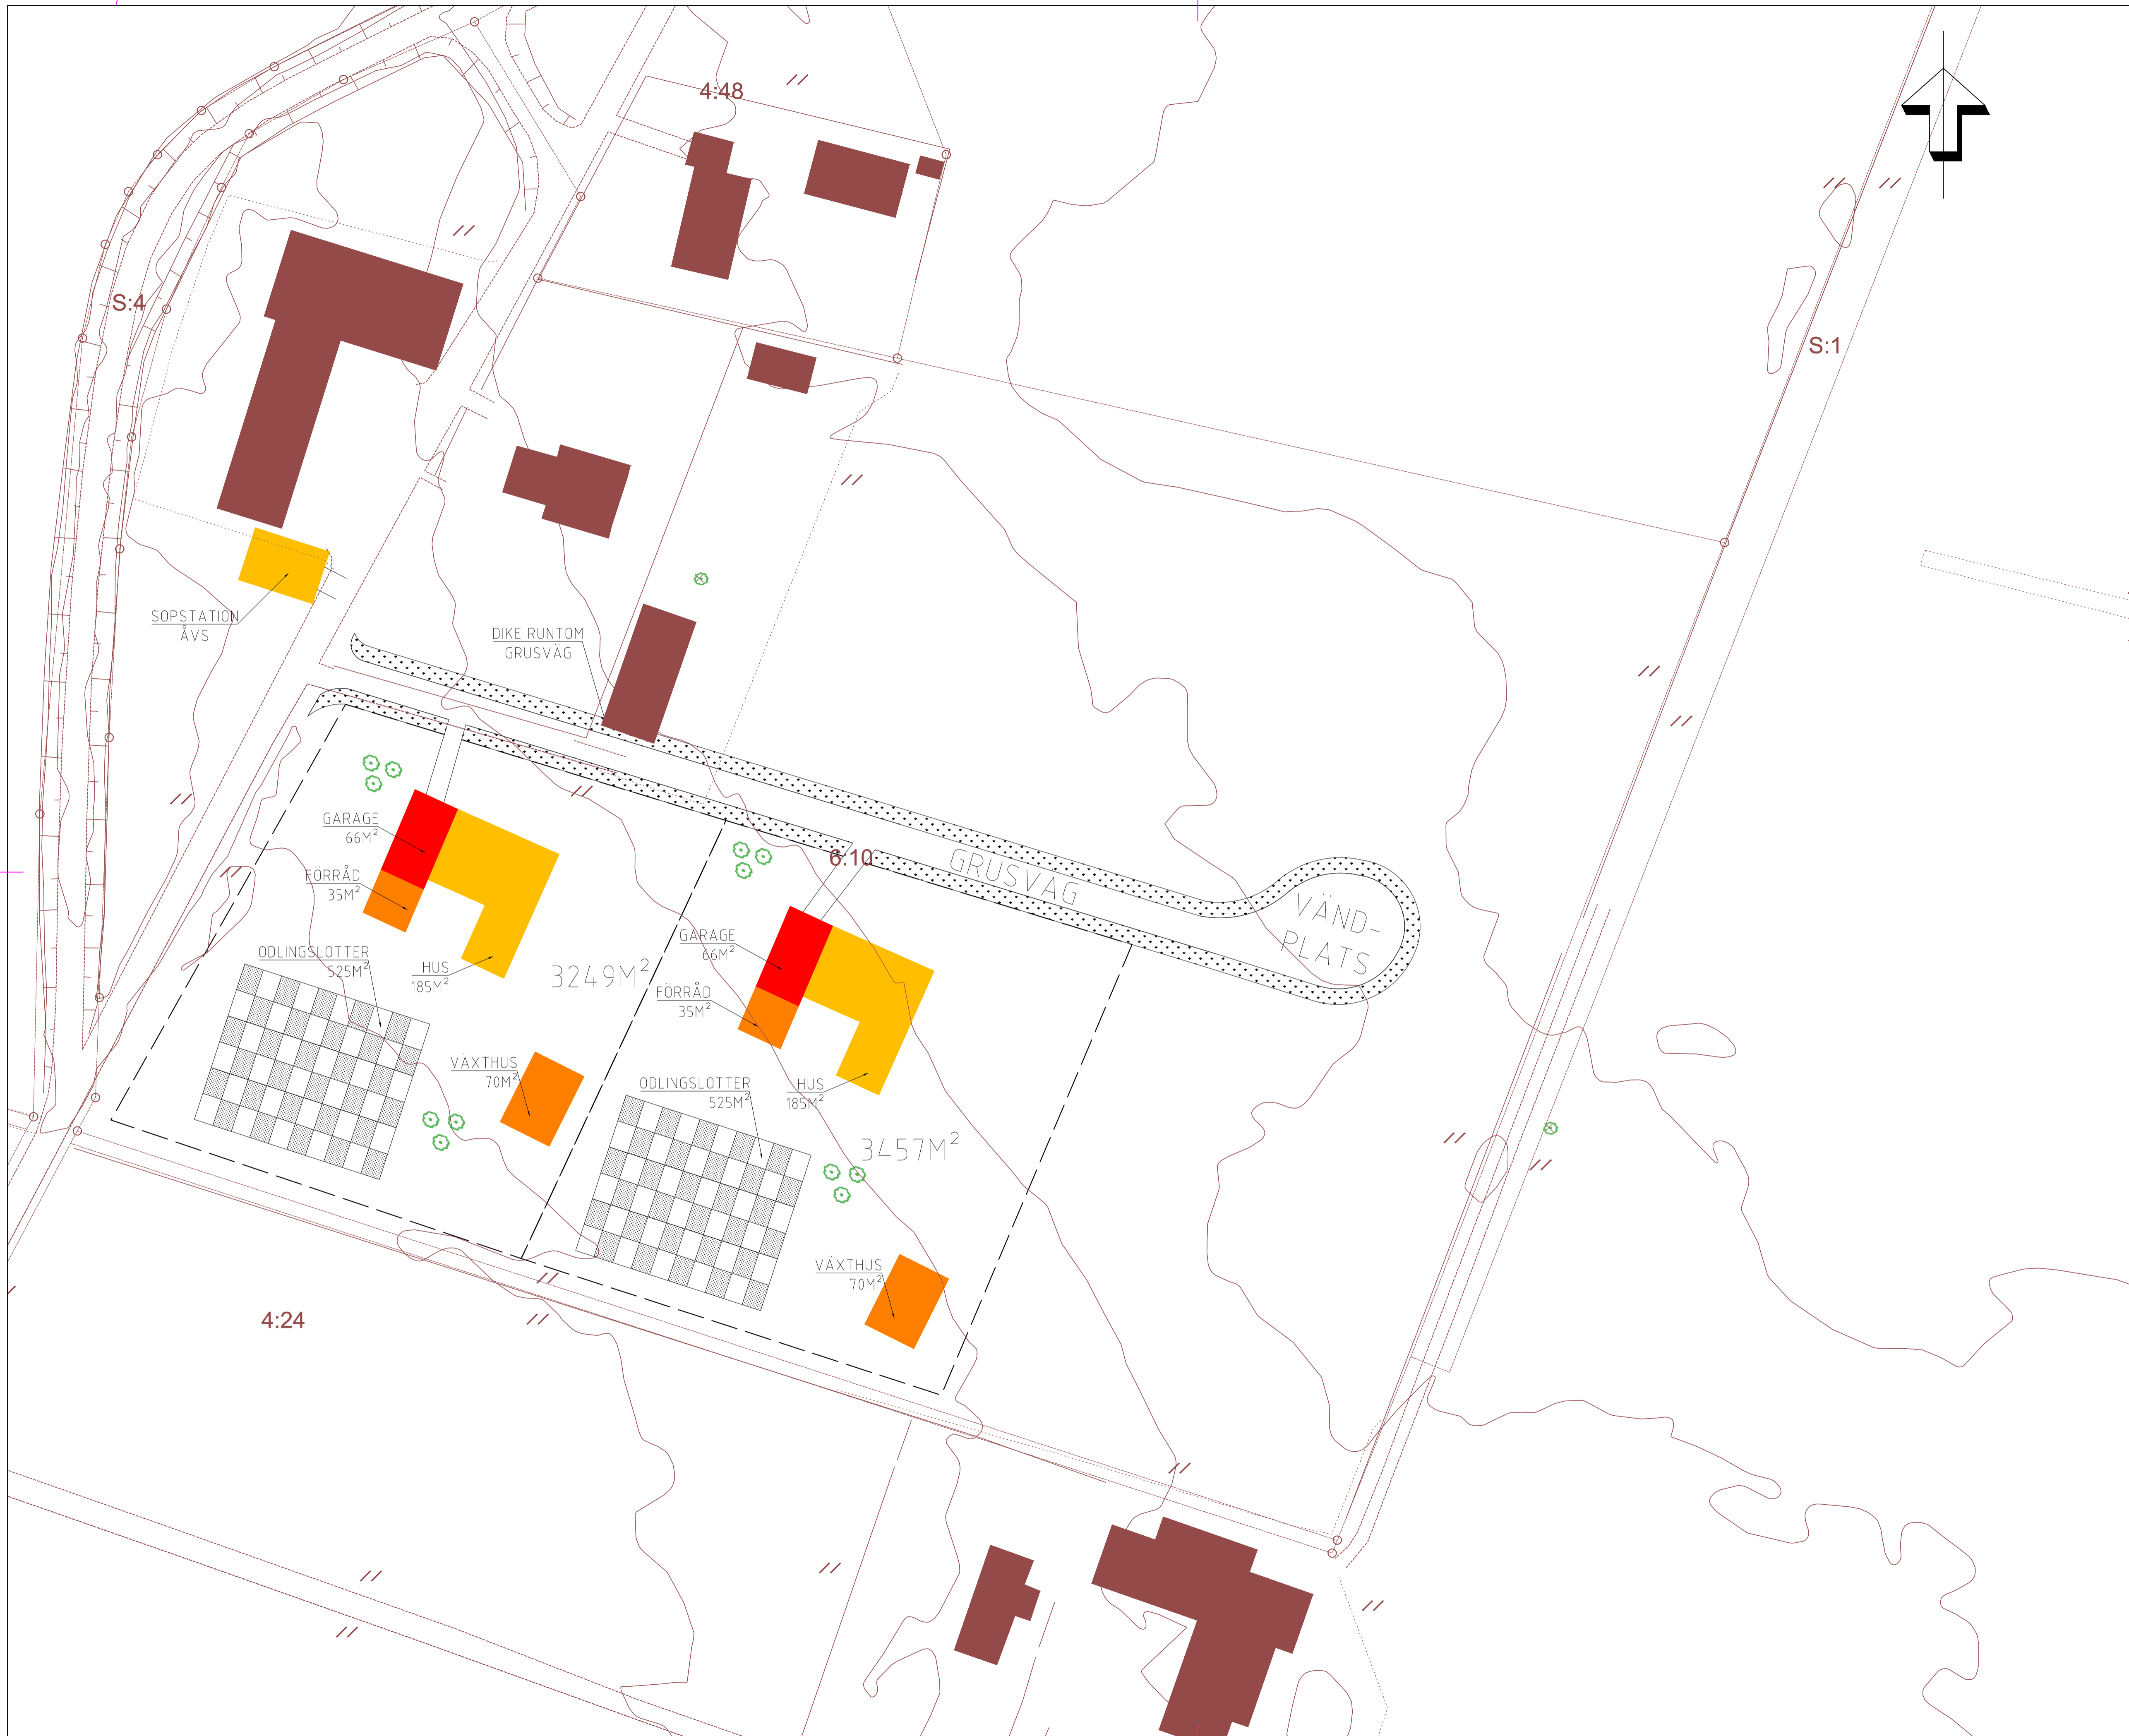 4:48
S:4
S:1
SOPSTATION
ÅVS
DIKE RUNTOM
GRUSVÄG
GARAGE
66M²
FÖRRÅD
35M²
ODLINGSLOTTER
525M²
HUS
185M²
3249M²
VÄXTHUS
70M²
6:10
GRUSVÄG
VÄND-
PLATS
GARAGE
66M²
FÖRRÅD
35M²
ODLINGSLOTTER
525M²
HUS
185M²
3457M²
VÄXTHUS
70M²
4:24